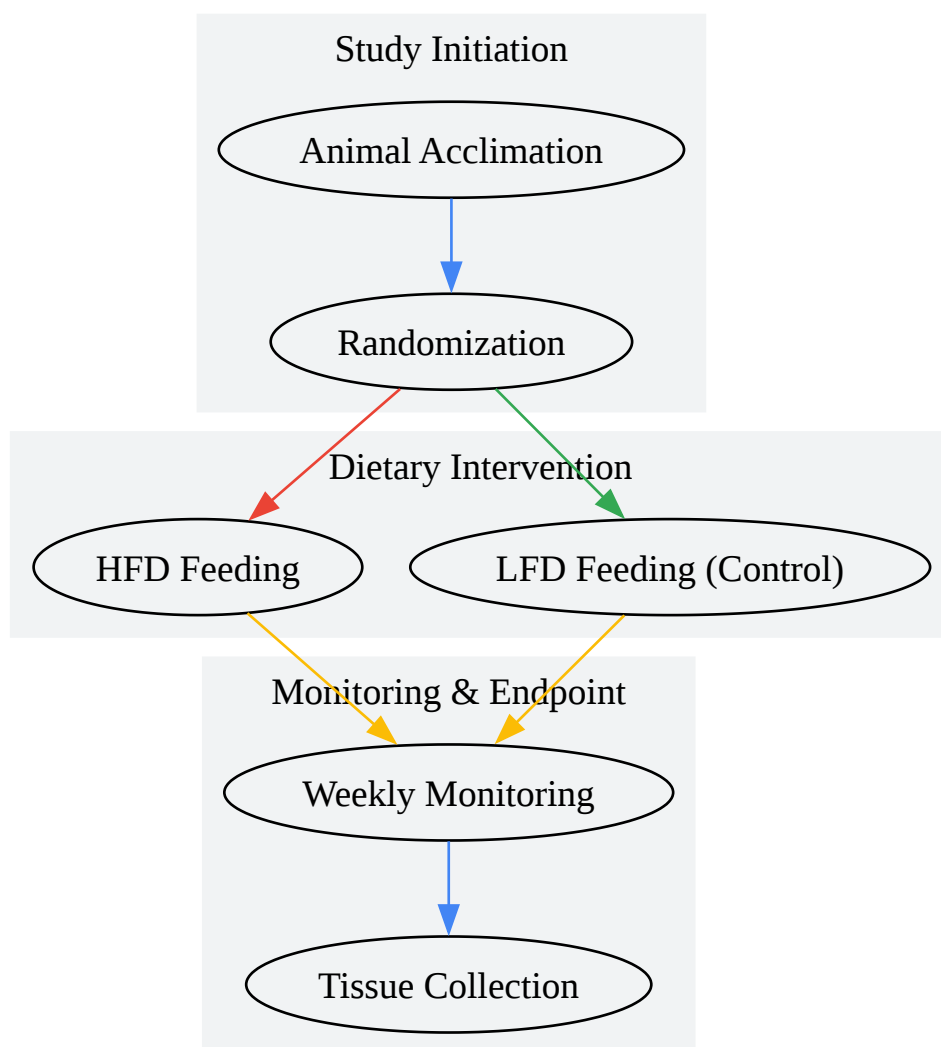 Study Initiation
Animal Acclimation
Randomization
Dietary Intervention
HFD Feeding
LFD Feeding (Control)
Monitoring & Endpoint
Weekly Monitoring
Tissue Collection